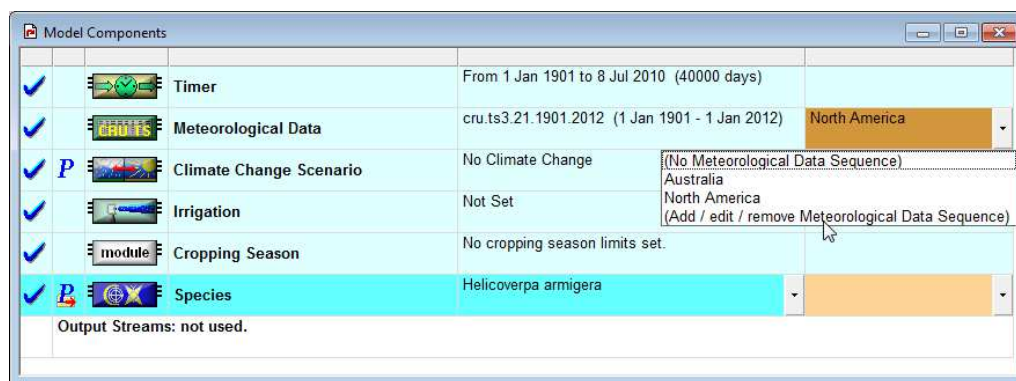 Model Components
Timer
From 1 Jan 1901 to 8 Jul 2010 (40000 days)
CRU TS
Meteorological Data
cru.ts3.21.1901.2012 (1 Jan 1901 - 1 Jan 2012)
North America
P
Climate Change Scenario
No Climate Change
(No Meteorological Data Sequence)
Australia
North America
(Add / edit / remove Meteorological Data Sequence)
Irrigation
Not Set
module
Cropping Season
No cropping season limits set.
P
Species
Helicoverpa armigera
Output Streams: not used.